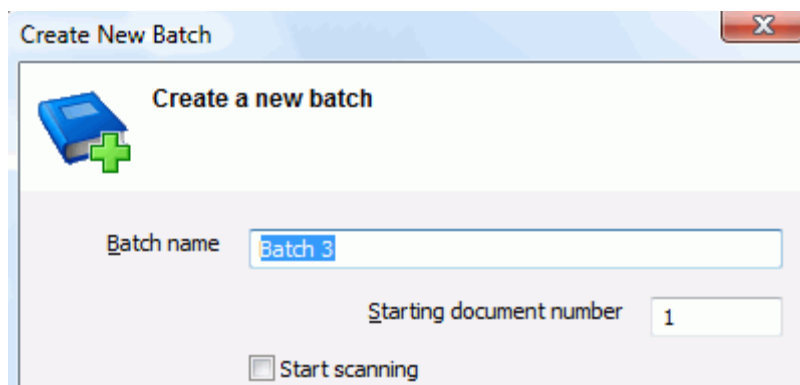 Create New Batch
Create a new batch
Batch name Batch 3
Starting document number 1
Start scanning